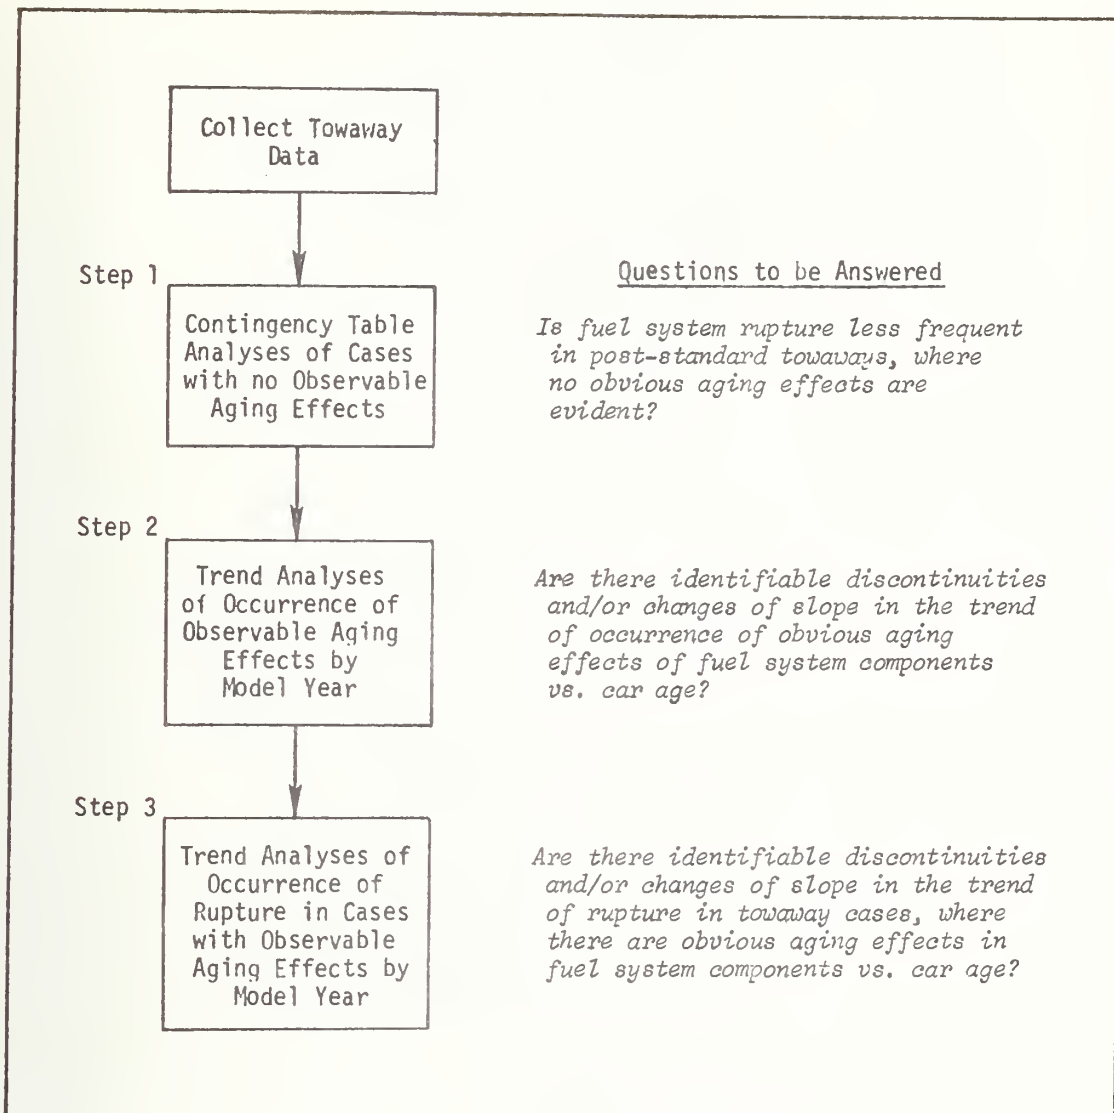 Collect Towaway
Data
Step 1
Contingency Table
Analyses of Cases
with no Observable
Aging Effects
Questions to be Answered
Is fuel system rupture less frequent
in post-standard towaways, where
no obvious aging effects are
evident?
Step 2
Trend Analyses
of Occurrence of
Observable Aging
Effects by
Model Year
Are there identifiable discontinuities
and/or changes of slope in the trend
of occurrence of obvious aging
effects of fuel system components
vs. car age?
Step 3
Trend Analyses of
Occurrence of
Rupture in Cases
with Observable
Aging Effects by
Model Year
Are there identifiable discontinuities
and/or changes of slope in the trend
of rupture in towaway cases, where
there are obvious aging effects in
fuel system components vs. car age?